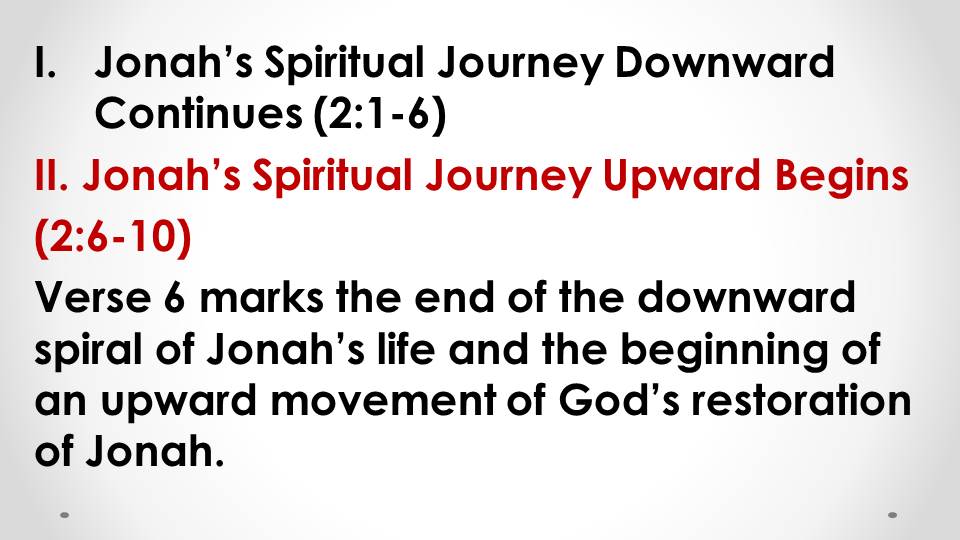 I. Jonah’s Spiritual Journey Downward
Continues (2:1-6)
II. Jonah’s Spiritual Journey Upward Begins
(2:6-10)
Verse 6 marks the end of the downward
spiral of Jonah’s life and the beginning of
an upward movement of God’s restoration
of Jonah.